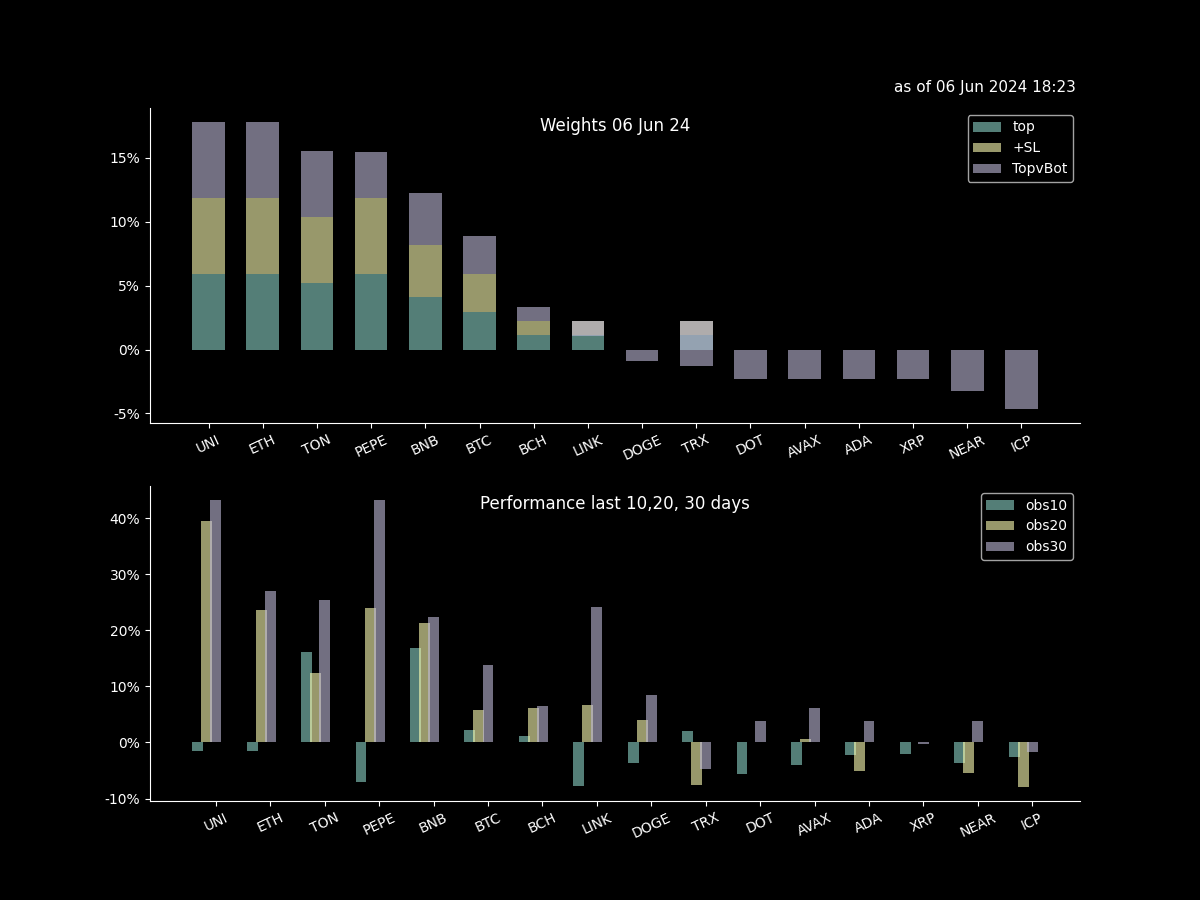 as of 06 Jun 2024 18:23
Weights 06 Jun 24
top
+SL
TopvBot
15%
10%
5%
0%
-5%
UNI ETH TON PEPE BNB BTC BCH LINK DOGE TRX DOT AVAX ADA XRP NEAR ICP
Performance last 10,20, 30 days
obs10
obs20
obs30
40%
30%
20%
10%
0%
-10%
UNI ETH TON PEPE BNB BTC BCH LINK DOGE TRX DOT AVAX ADA XRP NEAR ICP